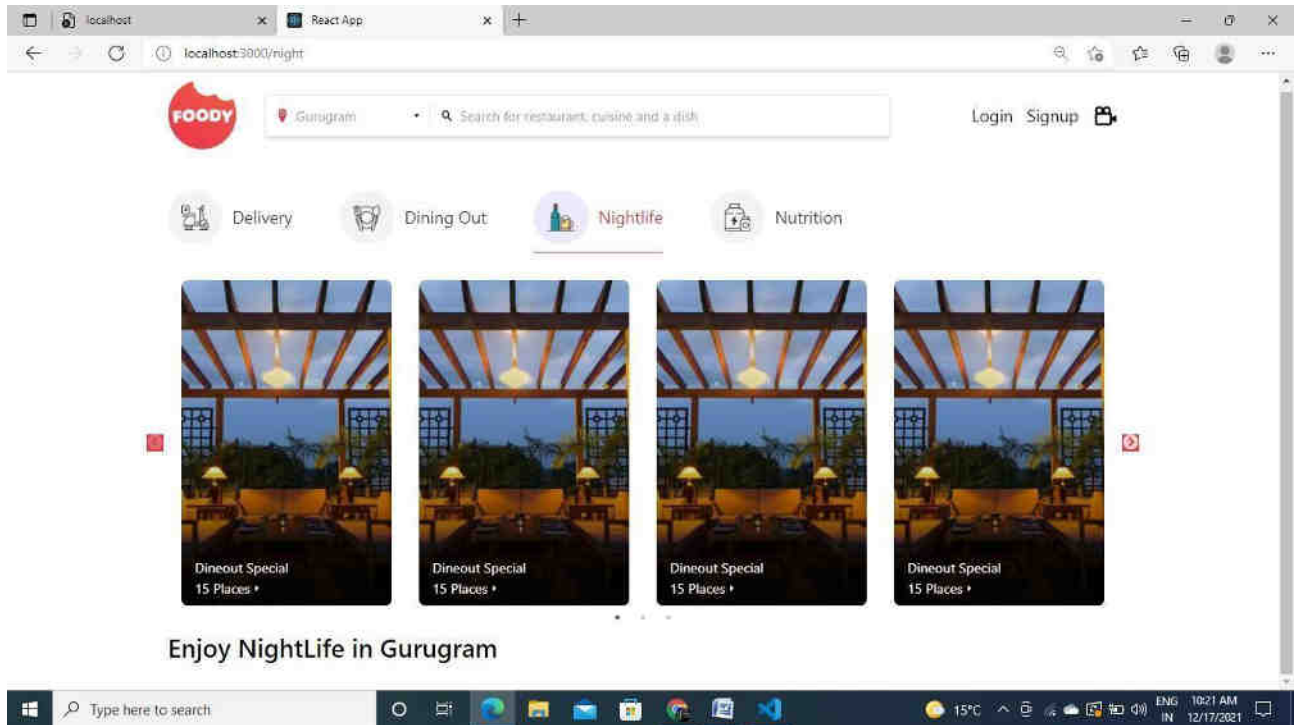 localhost
React App
localhost:3000/night
FOODY
Gurugram
Search for restaurant, cuisine and a dish
Login Signup
Delivery
Dining Out
Nightlife
Nutrition
Dineout Special
15 Places
Dineout Special
15 Places
Dineout Special
15 Places
Dineout Special
15 Places
Enjoy NightLife in Gurugram
Type here to search
15°C
ENG
IN
10:21 AM
12/17/2021